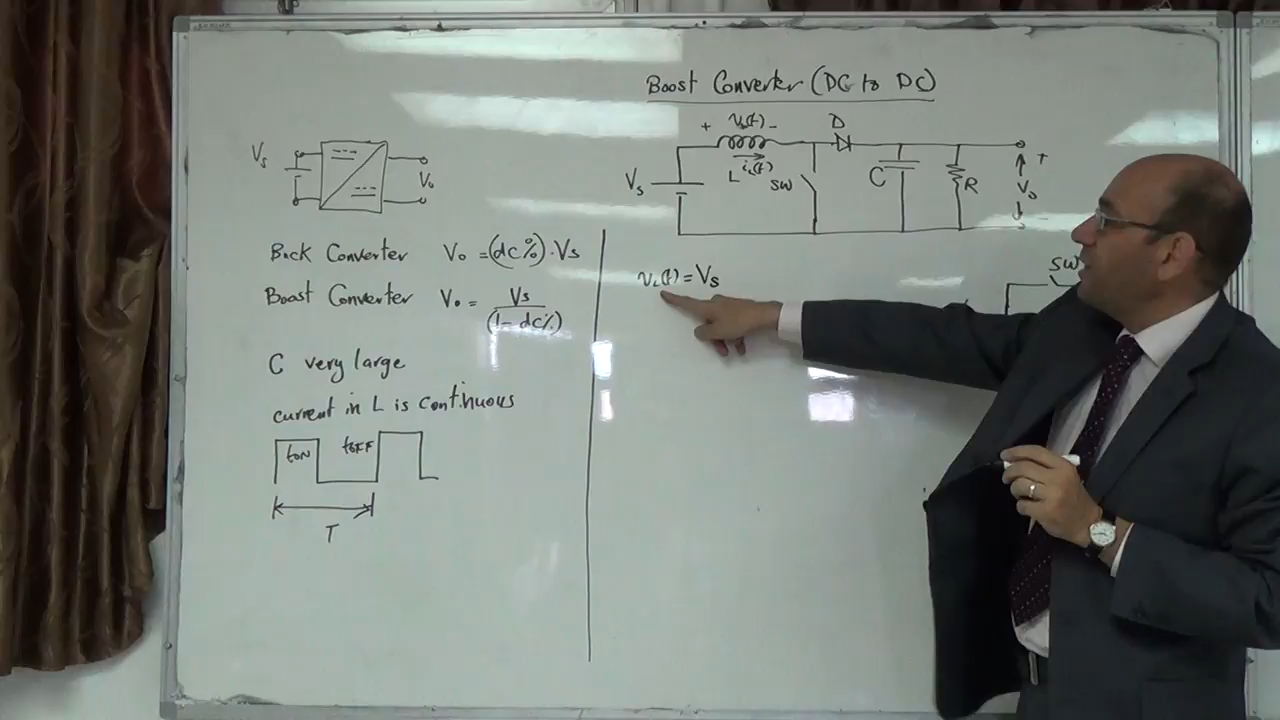 Boost Converter (DC to DC)
+ VL(t) -
D
L
iL(t)
SW
C
R
+
Vo
Vs
Vs
Vo
Buck Converter Vo = (dc%) . Vs
Boost Converter Vo = Vs / (1 - dc%)
C very large
current in L is continuous
tON tOFF
T
VL(t) = Vs
SW